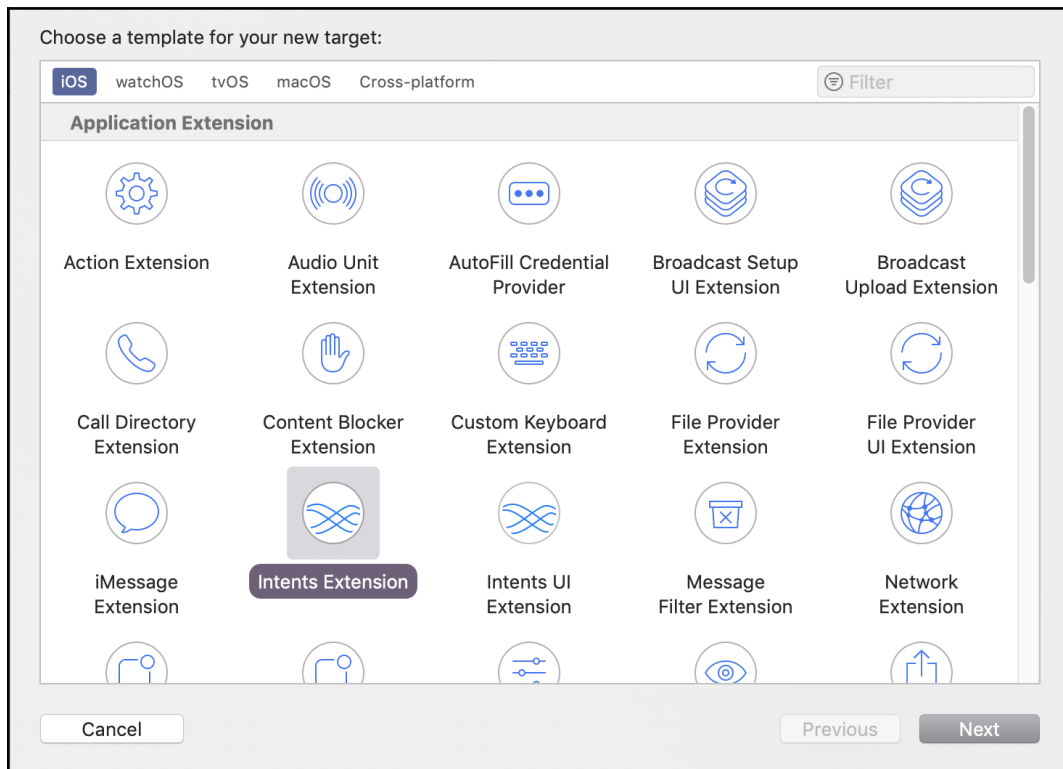 Choose a template for your new target:
iOS watchOS tvOS macOS Cross-platform Filter
Application Extension
Action Extension
Audio Unit
Extension
AutoFill Credential
Provider
Broadcast Setup
UI Extension
Broadcast
Upload Extension
Call Directory
Extension
Content Blocker
Extension
Custom Keyboard
Extension
File Provider
Extension
File Provider
UI Extension
iMessage
Extension
Intents Extension
Intents UI
Extension
Message
Filter Extension
Network
Extension
Cancel Previous Next